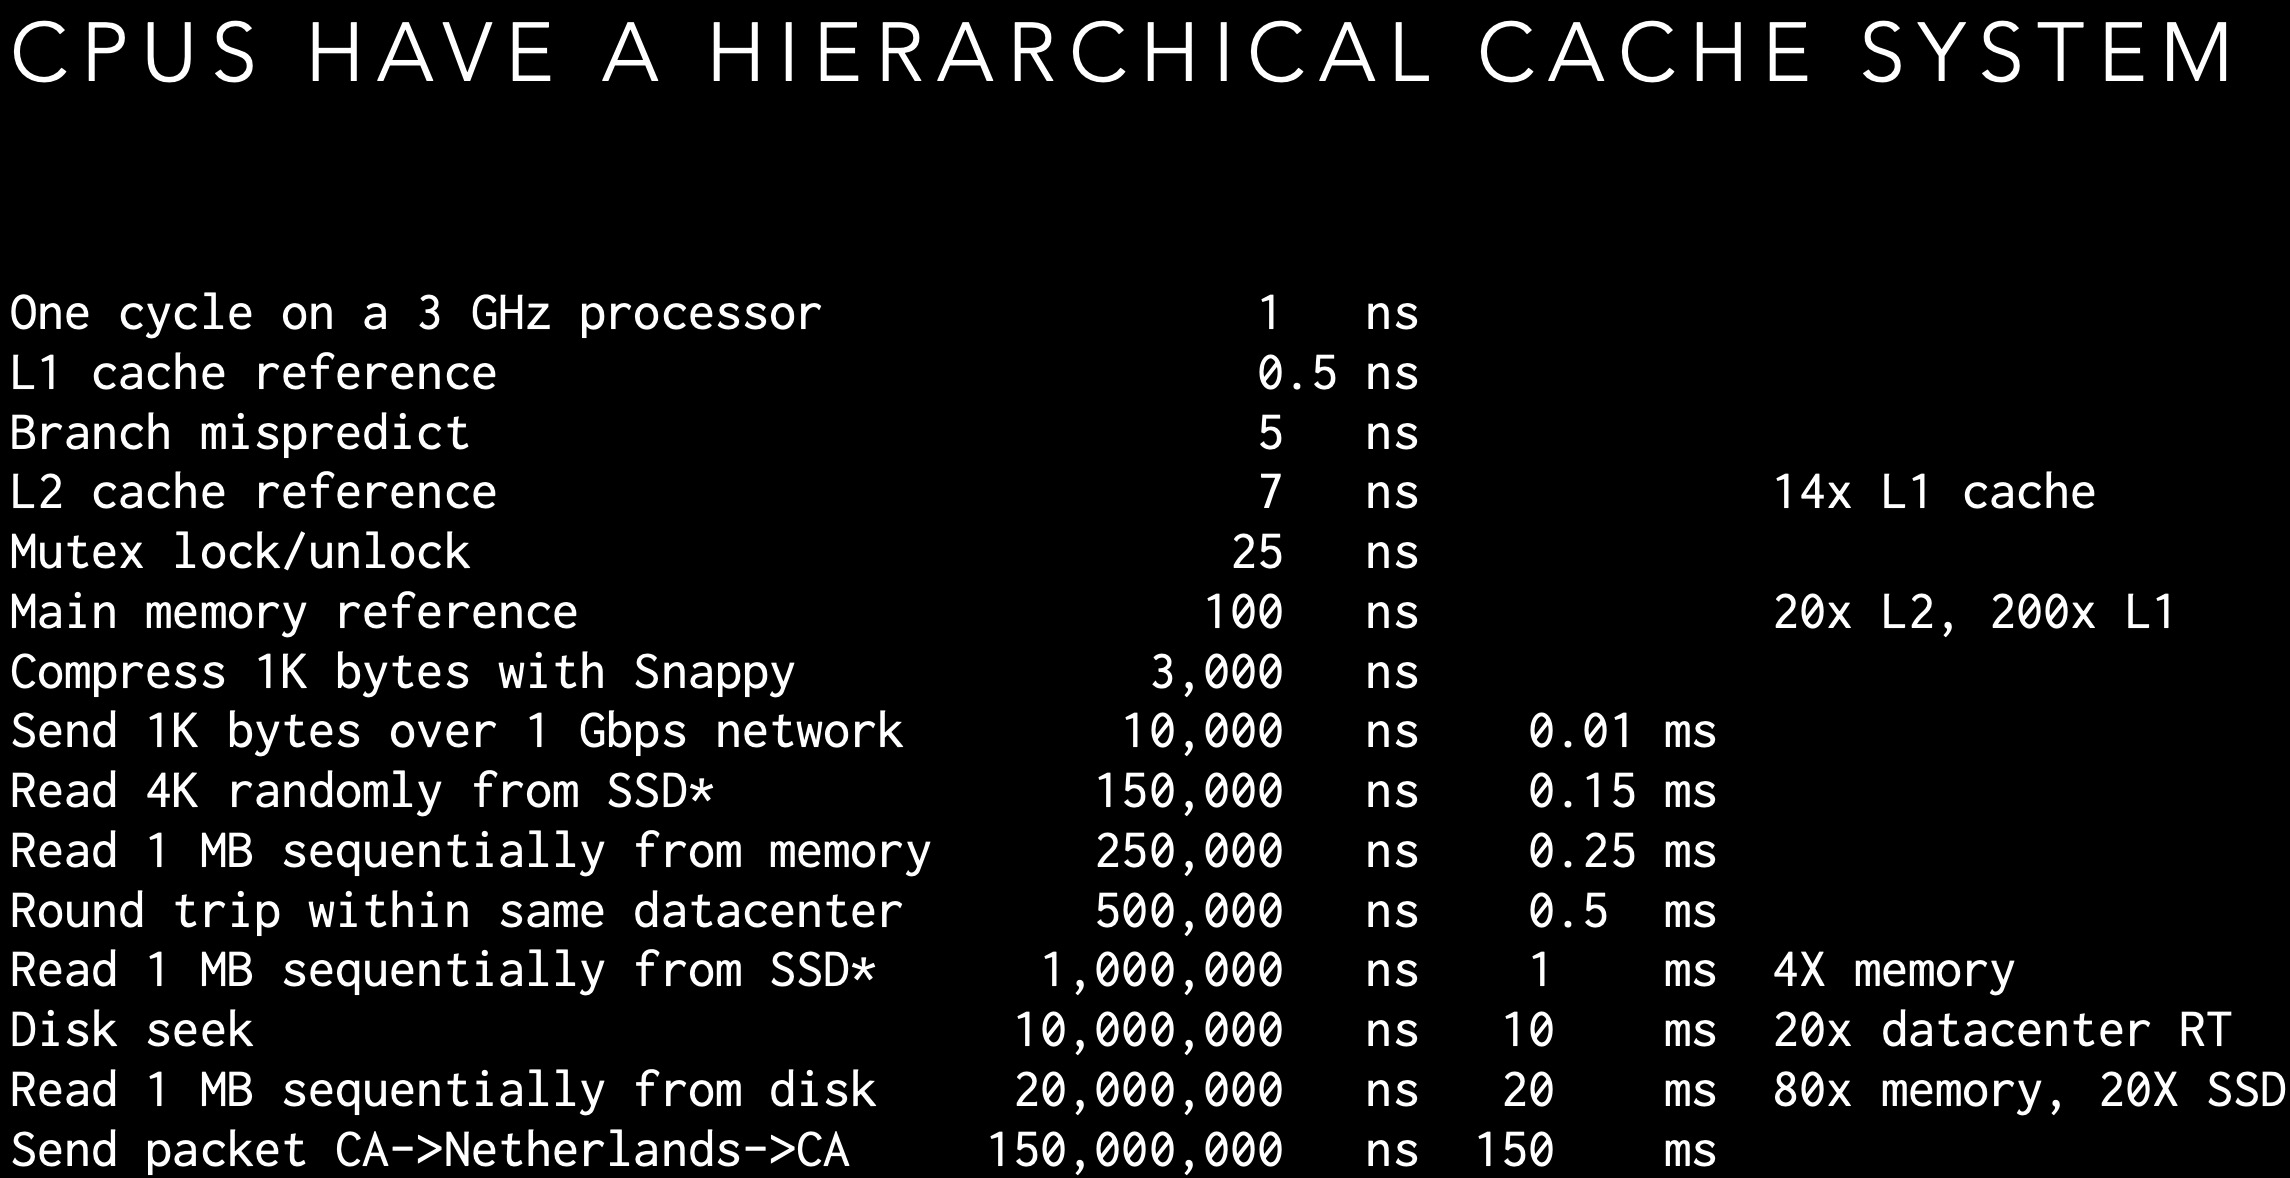 CPUS HAVE A HIERARCHICAL CACHE SYSTEM
One cycle on a 3 GHz processor 1 ns
L1 cache reference 0.5 ns
Branch mispredict 5 ns
L2 cache reference 7 ns 14x L1 cache
Mutex lock/unlock 25 ns
Main memory reference 100 ns 20x L2, 200x L1
Compress 1K bytes with Snappy 3,000 ns
Send 1K bytes over 1 Gbps network 10,000 ns 0.01 ms
Read 4K randomly from SSD* 150,000 ns 0.15 ms
Read 1 MB sequentially from memory 250,000 ns 0.25 ms
Round trip within same datacenter 500,000 ns 0.5 ms
Read 1 MB sequentially from SSD* 1,000,000 ns 1 ms 4X memory
Disk seek 10,000,000 ns 10 ms 20x datacenter RT
Read 1 MB sequentially from disk 20,000,000 ns 20 ms 80x memory, 20X SSD
Send packet CA->Netherlands->CA 150,000,000 ns 150 ms